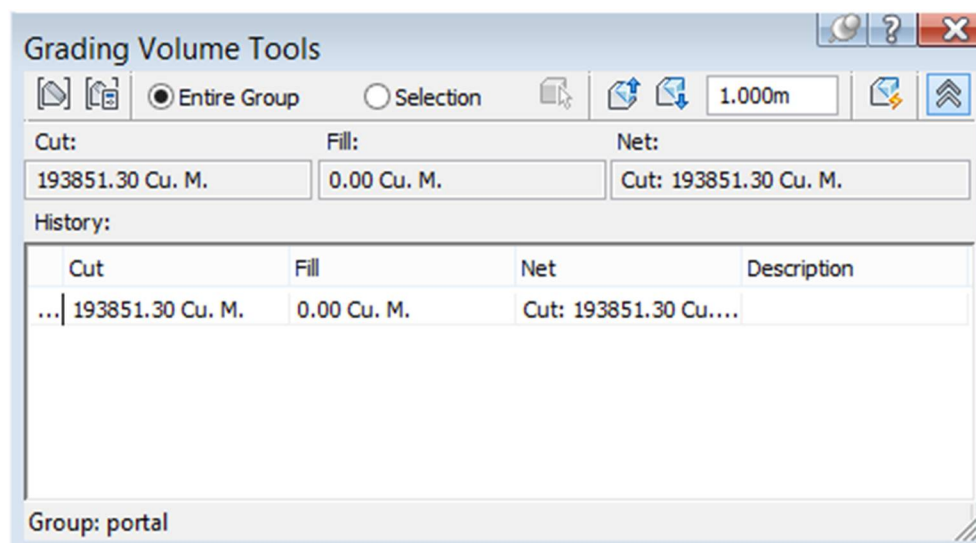 Grading Volume Tools
Entire Group Selection 1.000m
Cut: Fill: Net:
193851.30 Cu. M. 0.00 Cu. M. Cut: 193851.30 Cu. M.
History:
Cut Fill Net Description
... 193851.30 Cu. M. 0.00 Cu. M. Cut: 193851.30 Cu....
Group: portal